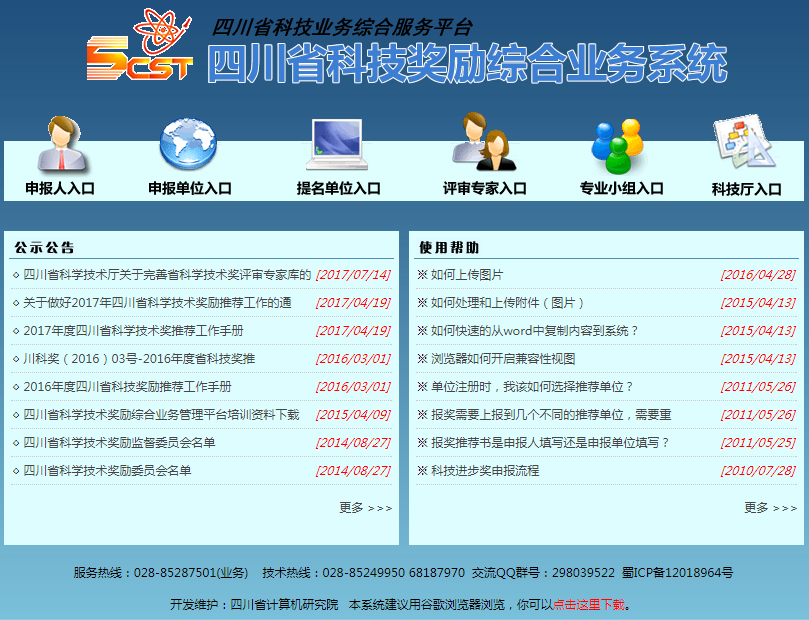 SCST
四川省科技业务综合服务平台
四川省科技奖励综合业务系统
申报人入口 申报单位入口 提名单位入口 评审专家入口 专业小组入口 科技厅入口
公示公告
四川省科学技术厅关于完善省科学技术奖评审专家库的 [2017/07/14]
关于做好2017年四川省科学技术奖励推荐工作的通 [2017/04/19]
2017年度四川省科学技术奖推荐工作手册 [2017/04/19]
川科奖（2016）03号-2016年度省科技奖推 [2016/03/01]
2016年度四川省科技奖励推荐工作手册 [2016/03/01]
四川省科学技术奖励综合业务管理平台培训资料下载 [2015/04/09]
四川省科学技术奖励监督委员会名单 [2014/08/27]
四川省科学技术奖励委员会名单 [2014/08/27]
更多 >>>
使用帮助
※ 如何上传图片 [2016/04/28]
※ 如何处理和上传附件（图片） [2015/04/13]
※ 如何快速的从word中复制内容到系统？ [2015/04/13]
※ 浏览器如何开启兼容性视图 [2015/04/13]
※ 单位注册时，我该如何选择推荐单位？ [2011/05/26]
※ 报奖需要上报到几个不同的推荐单位，需要重 [2011/05/26]
※ 报奖推荐书是申报人填写还是申报单位填写？ [2011/05/25]
※ 科技进步奖申报流程 [2010/07/28]
更多 >>>
服务热线：028-85287501(业务) 技术热线：028-85249950 68187970 交流QQ群号：298039522 蜀ICP备12018964号
开发维护：四川省计算机研究院 本系统建议用谷歌浏览器浏览，你可以点击这里下载。